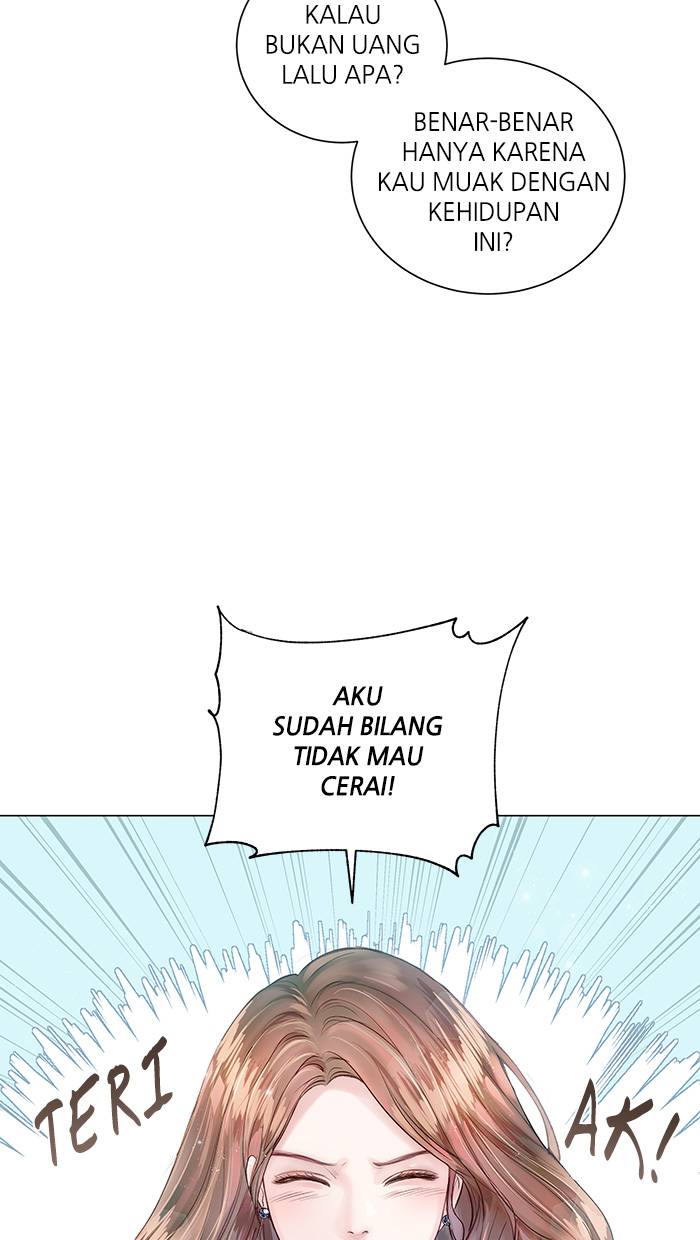 KALAU
BUKAN UANG
LALU APA?
BENAR-BENAR
HANYA KARENA
KAU MUAK DENGAN
KEHIDUPAN
INI?
AKU
SUDAH BILANG
TIDAK MAU
CERAI!
TERI
AK!